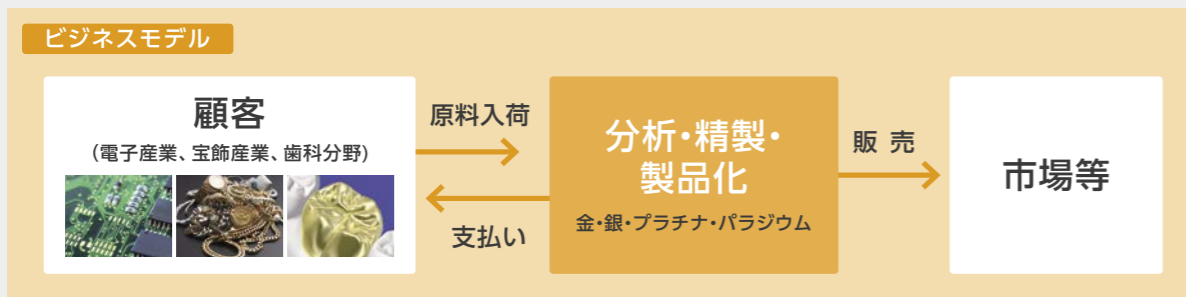 ビジネスモデル
顧客
(電子産業、宝飾産業、歯科分野)
原料入荷
支払い
分析・精製・
製品化
金・銀・プラチナ・パラジウム
販 売
市場等